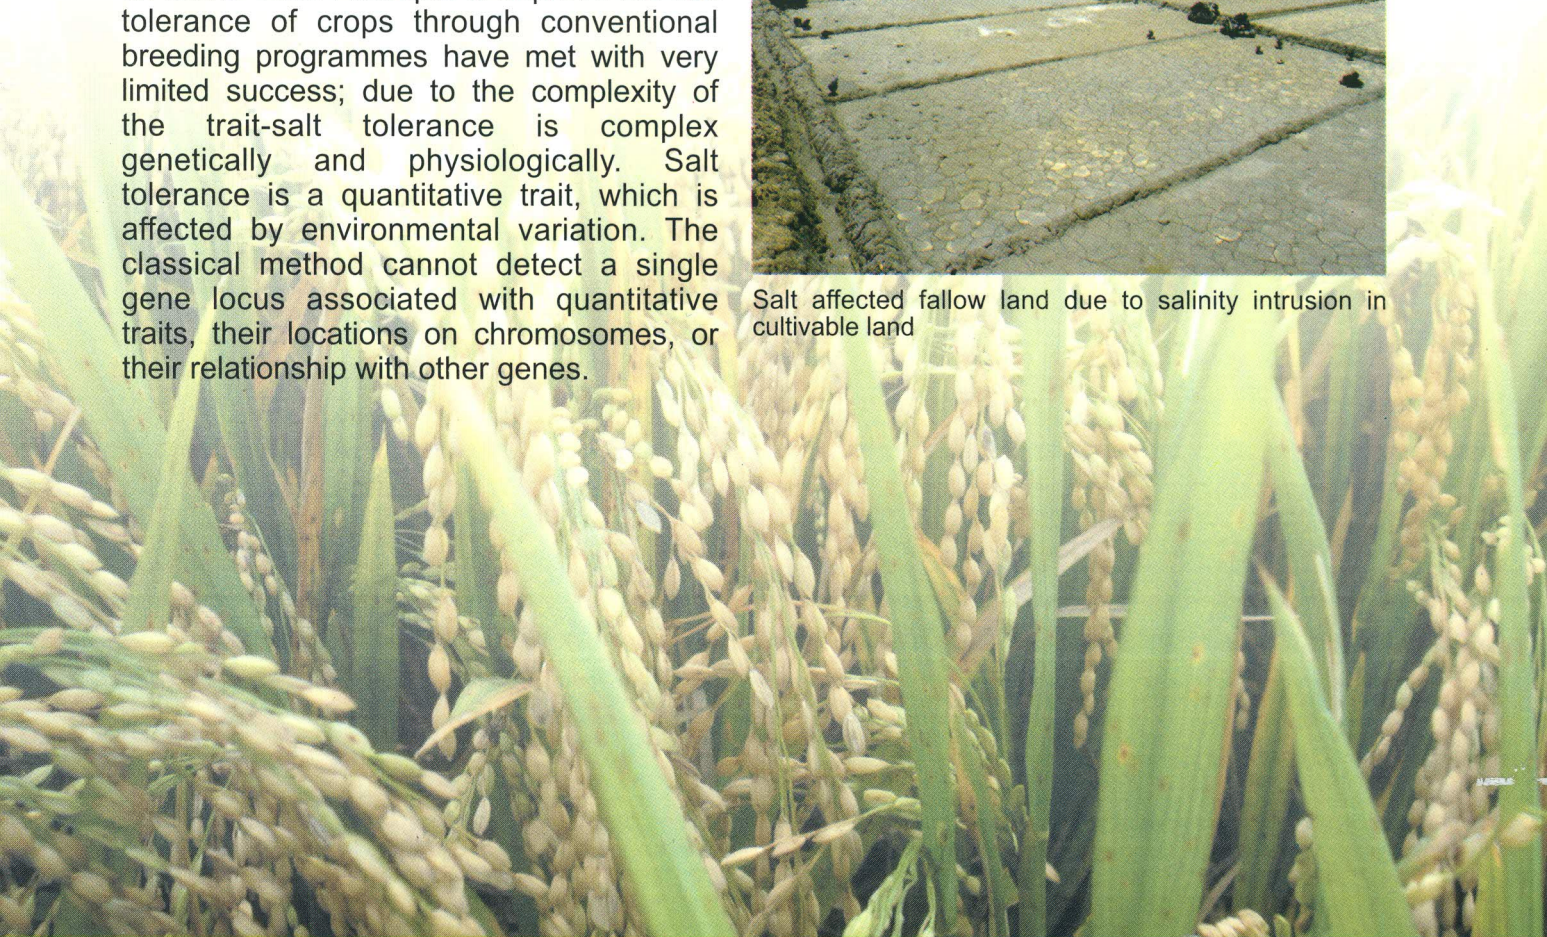 tolerance of crops through conventional
breeding programmes have met with very
limited success; due to the complexity of
the trait-salt tolerance is complex
genetically and physiologically. Salt
tolerance is a quantitative trait, which is
affected by environmental variation. The
classical method cannot detect a single
gene locus associated with quantitative
traits, their locations on chromosomes, or
their relationship with other genes.
Salt affected fallow land due to salinity intrusion in
cultivable land